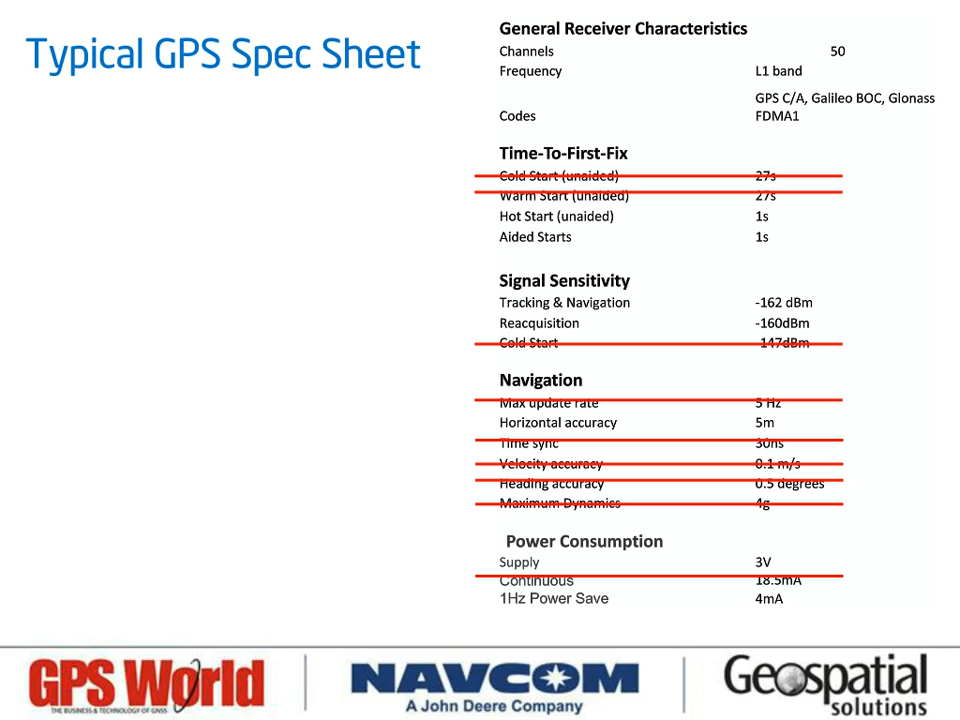 Typical GPS Spec Sheet
General Receiver Characteristics
Channels 50
Frequency L1 band
GPS C/A, Galileo BOC, Glonass
Codes FDMA1
Time-To-First-Fix
Cold Start (unaided) 27s
Warm Start (unaided) 27s
Hot Start (unaided) 1s
Aided Starts 1s
Signal Sensitivity
Tracking & Navigation -162 dBm
Reacquisition -160dBm
Cold Start -147dBm
Navigation
Max update rate 5 Hz
Horizontal accuracy 5m
Time sync 30ns
Velocity accuracy 0.1 m/s
Heading accuracy 0.5 degrees
Maximum Dynamics 4g
Power Consumption
Supply 3V
Continuous 18.5mA
1Hz Power Save 4mA
GPS World
THE BUSINESS & TECHNOLOGY OF GNSS
NAVCOM
A John Deere Company
Geospatial
solutions